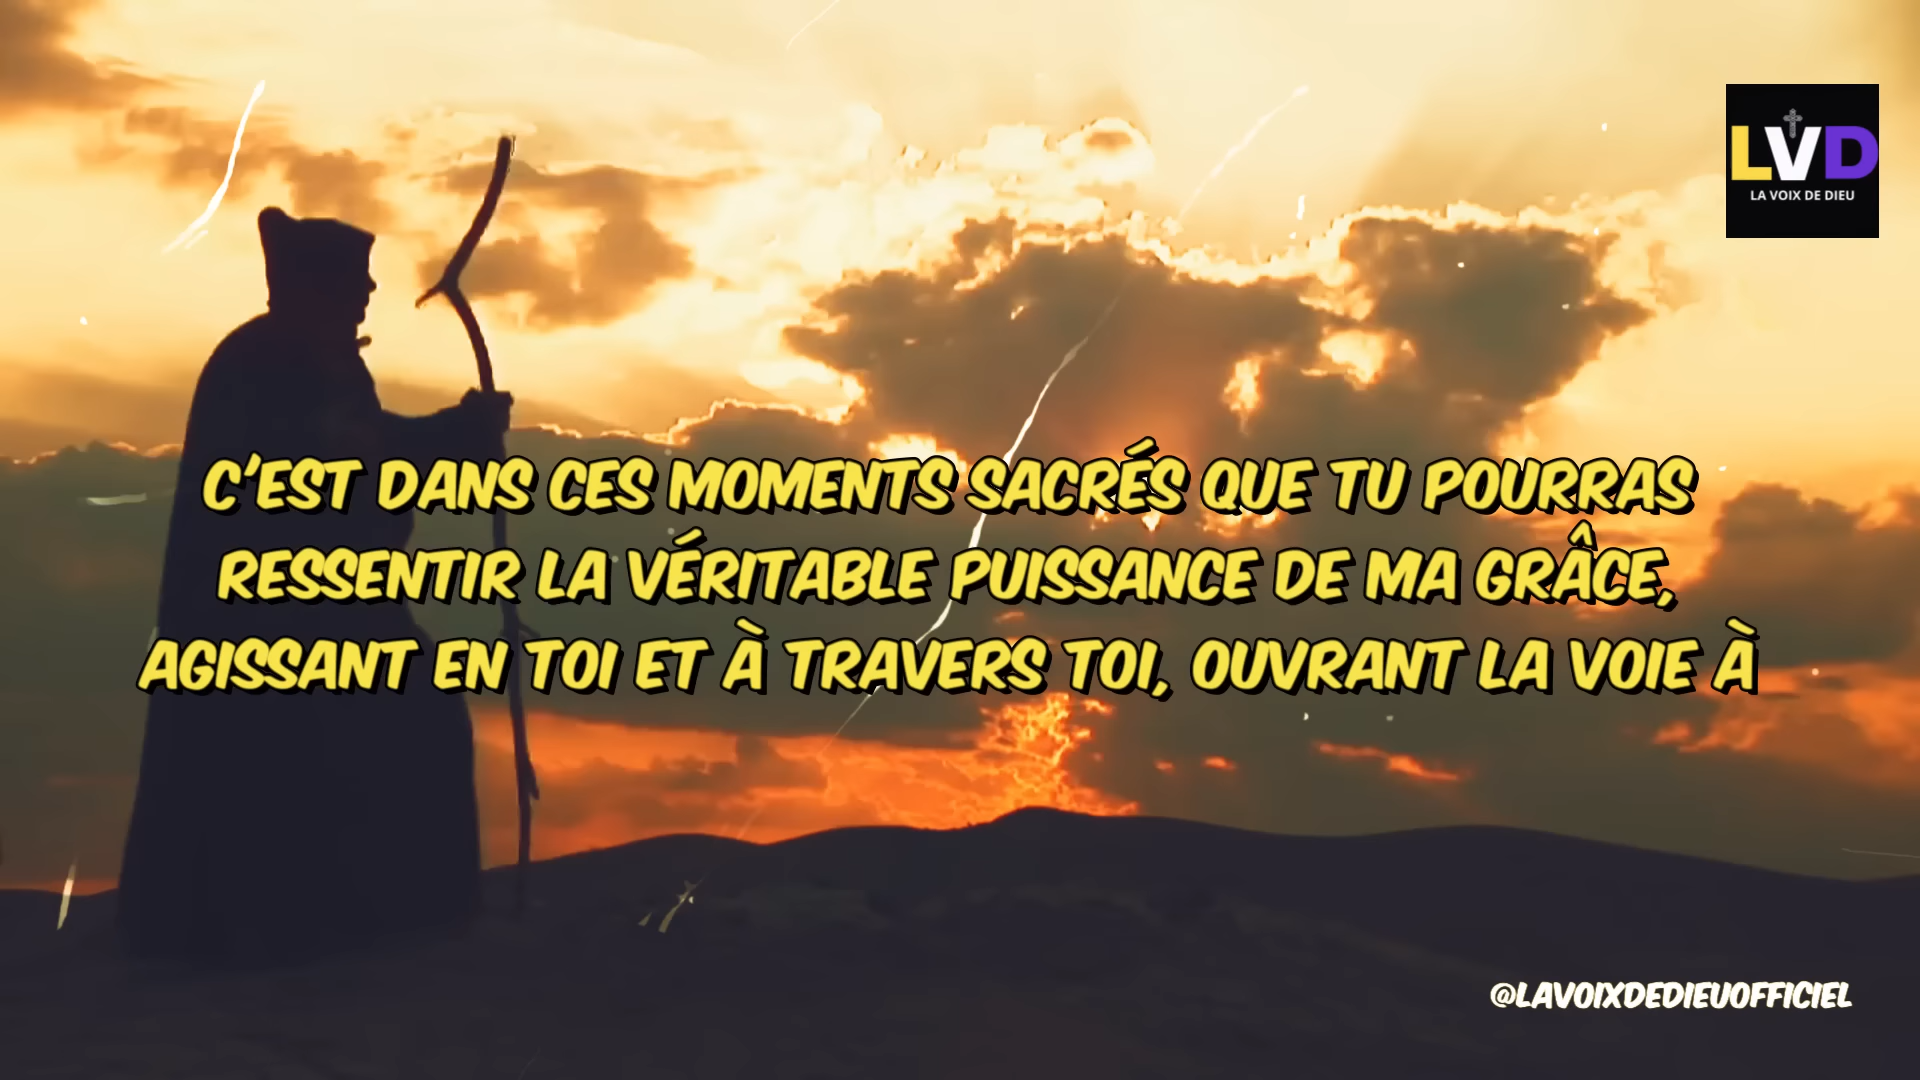 LVD
LA VOIX DE DIEU
C'EST DANS CES MOMENTS SACRÉS QUE TU POURRAS
RESSENTIR LA VÉRITABLE PUISSANCE DE MA GRÂCE,
AGISSANT EN TOI ET À TRAVERS TOI, OUVRANT LA VOIE À
@LAVOIXDEDIEUOFFICIEL